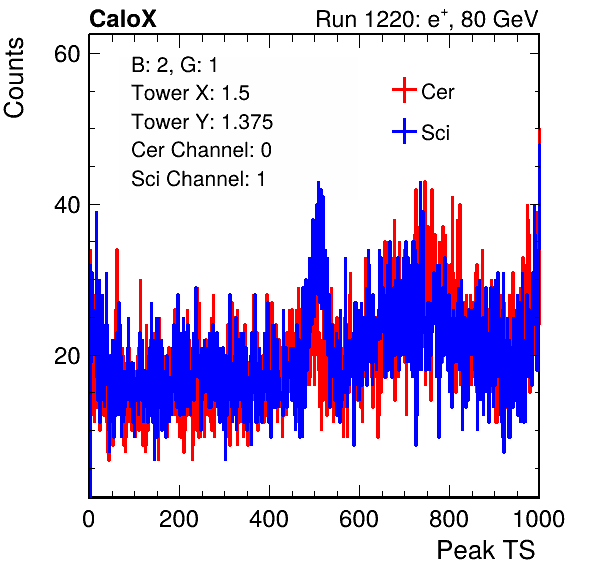 CaloX Run 1220: e⁺, 80 GeV
Counts
B: 2, G: 1
Tower X: 1.5
Tower Y: 1.375
Cer Channel: 0
Sci Channel: 1
Cer
Sci
60
40
20
0 200 400 600 800 1000
Peak TS